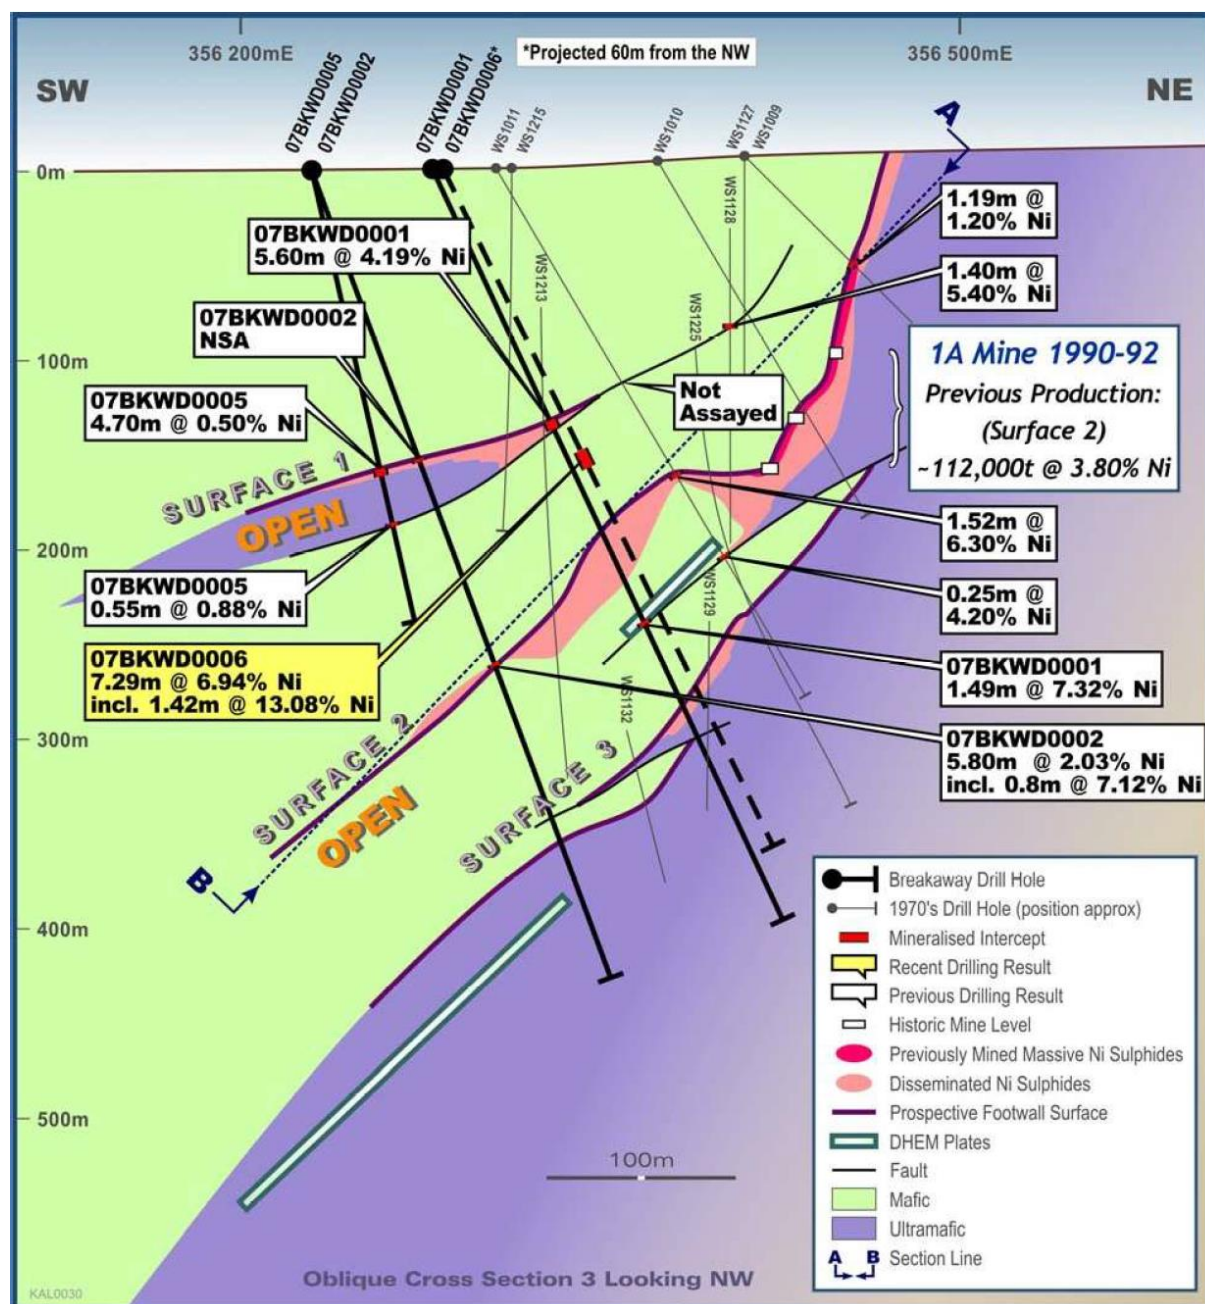 356 200mE
356 500mE
*Projected 60m from the NW
SW
NE
07BKWD0005
07BKWD0002
07BKWD0001
07BKWD0006*
WS1011
WS1215
WS1010
WS1127
WS1009
A
0m
100m
200m
300m
400m
500m
WS1128
WS1213
WS1225
WS1129
WS1132
07BKWD0001
5.60m @ 4.19% Ni
07BKWD0002
NSA
07BKWD0005
4.70m @ 0.50% Ni
SURFACE 1
OPEN
07BKWD0005
0.55m @ 0.88% Ni
07BKWD0006
7.29m @ 6.94% Ni
incl. 1.42m @ 13.08% Ni
Not
Assayed
1.19m @
1.20% Ni
1.40m @
5.40% Ni
1A Mine 1990-92
Previous Production:
(Surface 2)
~112,000t @ 3.80% Ni
1.52m @
6.30% Ni
0.25m @
4.20% Ni
07BKWD0001
1.49m @ 7.32% Ni
07BKWD0002
5.80m @ 2.03% Ni
incl. 0.8m @ 7.12% Ni
SURFACE 2
OPEN
SURFACE 3
B
Breakaway Drill Hole
1970's Drill Hole (position approx)
Mineralised Intercept
Recent Drilling Result
Previous Drilling Result
Historic Mine Level
Previously Mined Massive Ni Sulphides
Disseminated Ni Sulphides
Prospective Footwall Surface
DHEM Plates
Fault
Mafic
Ultramafic
A B Section Line
100m
Oblique Cross Section 3 Looking NW
KAL0030